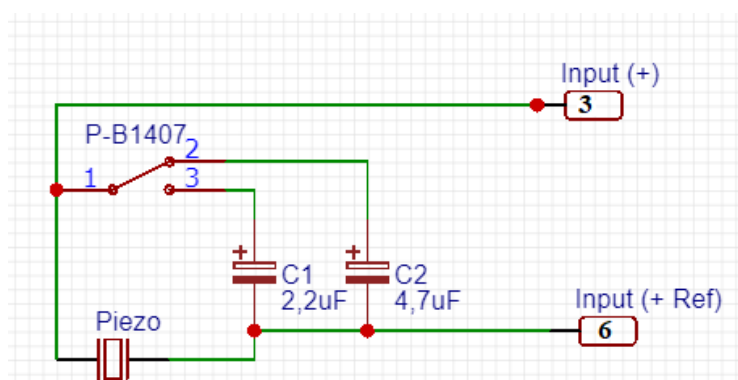 Input (+)
3
P-B1407
2
1
3
C1
2,2uF
C2
4,7uF
Input (+ Ref)
6
Piezo